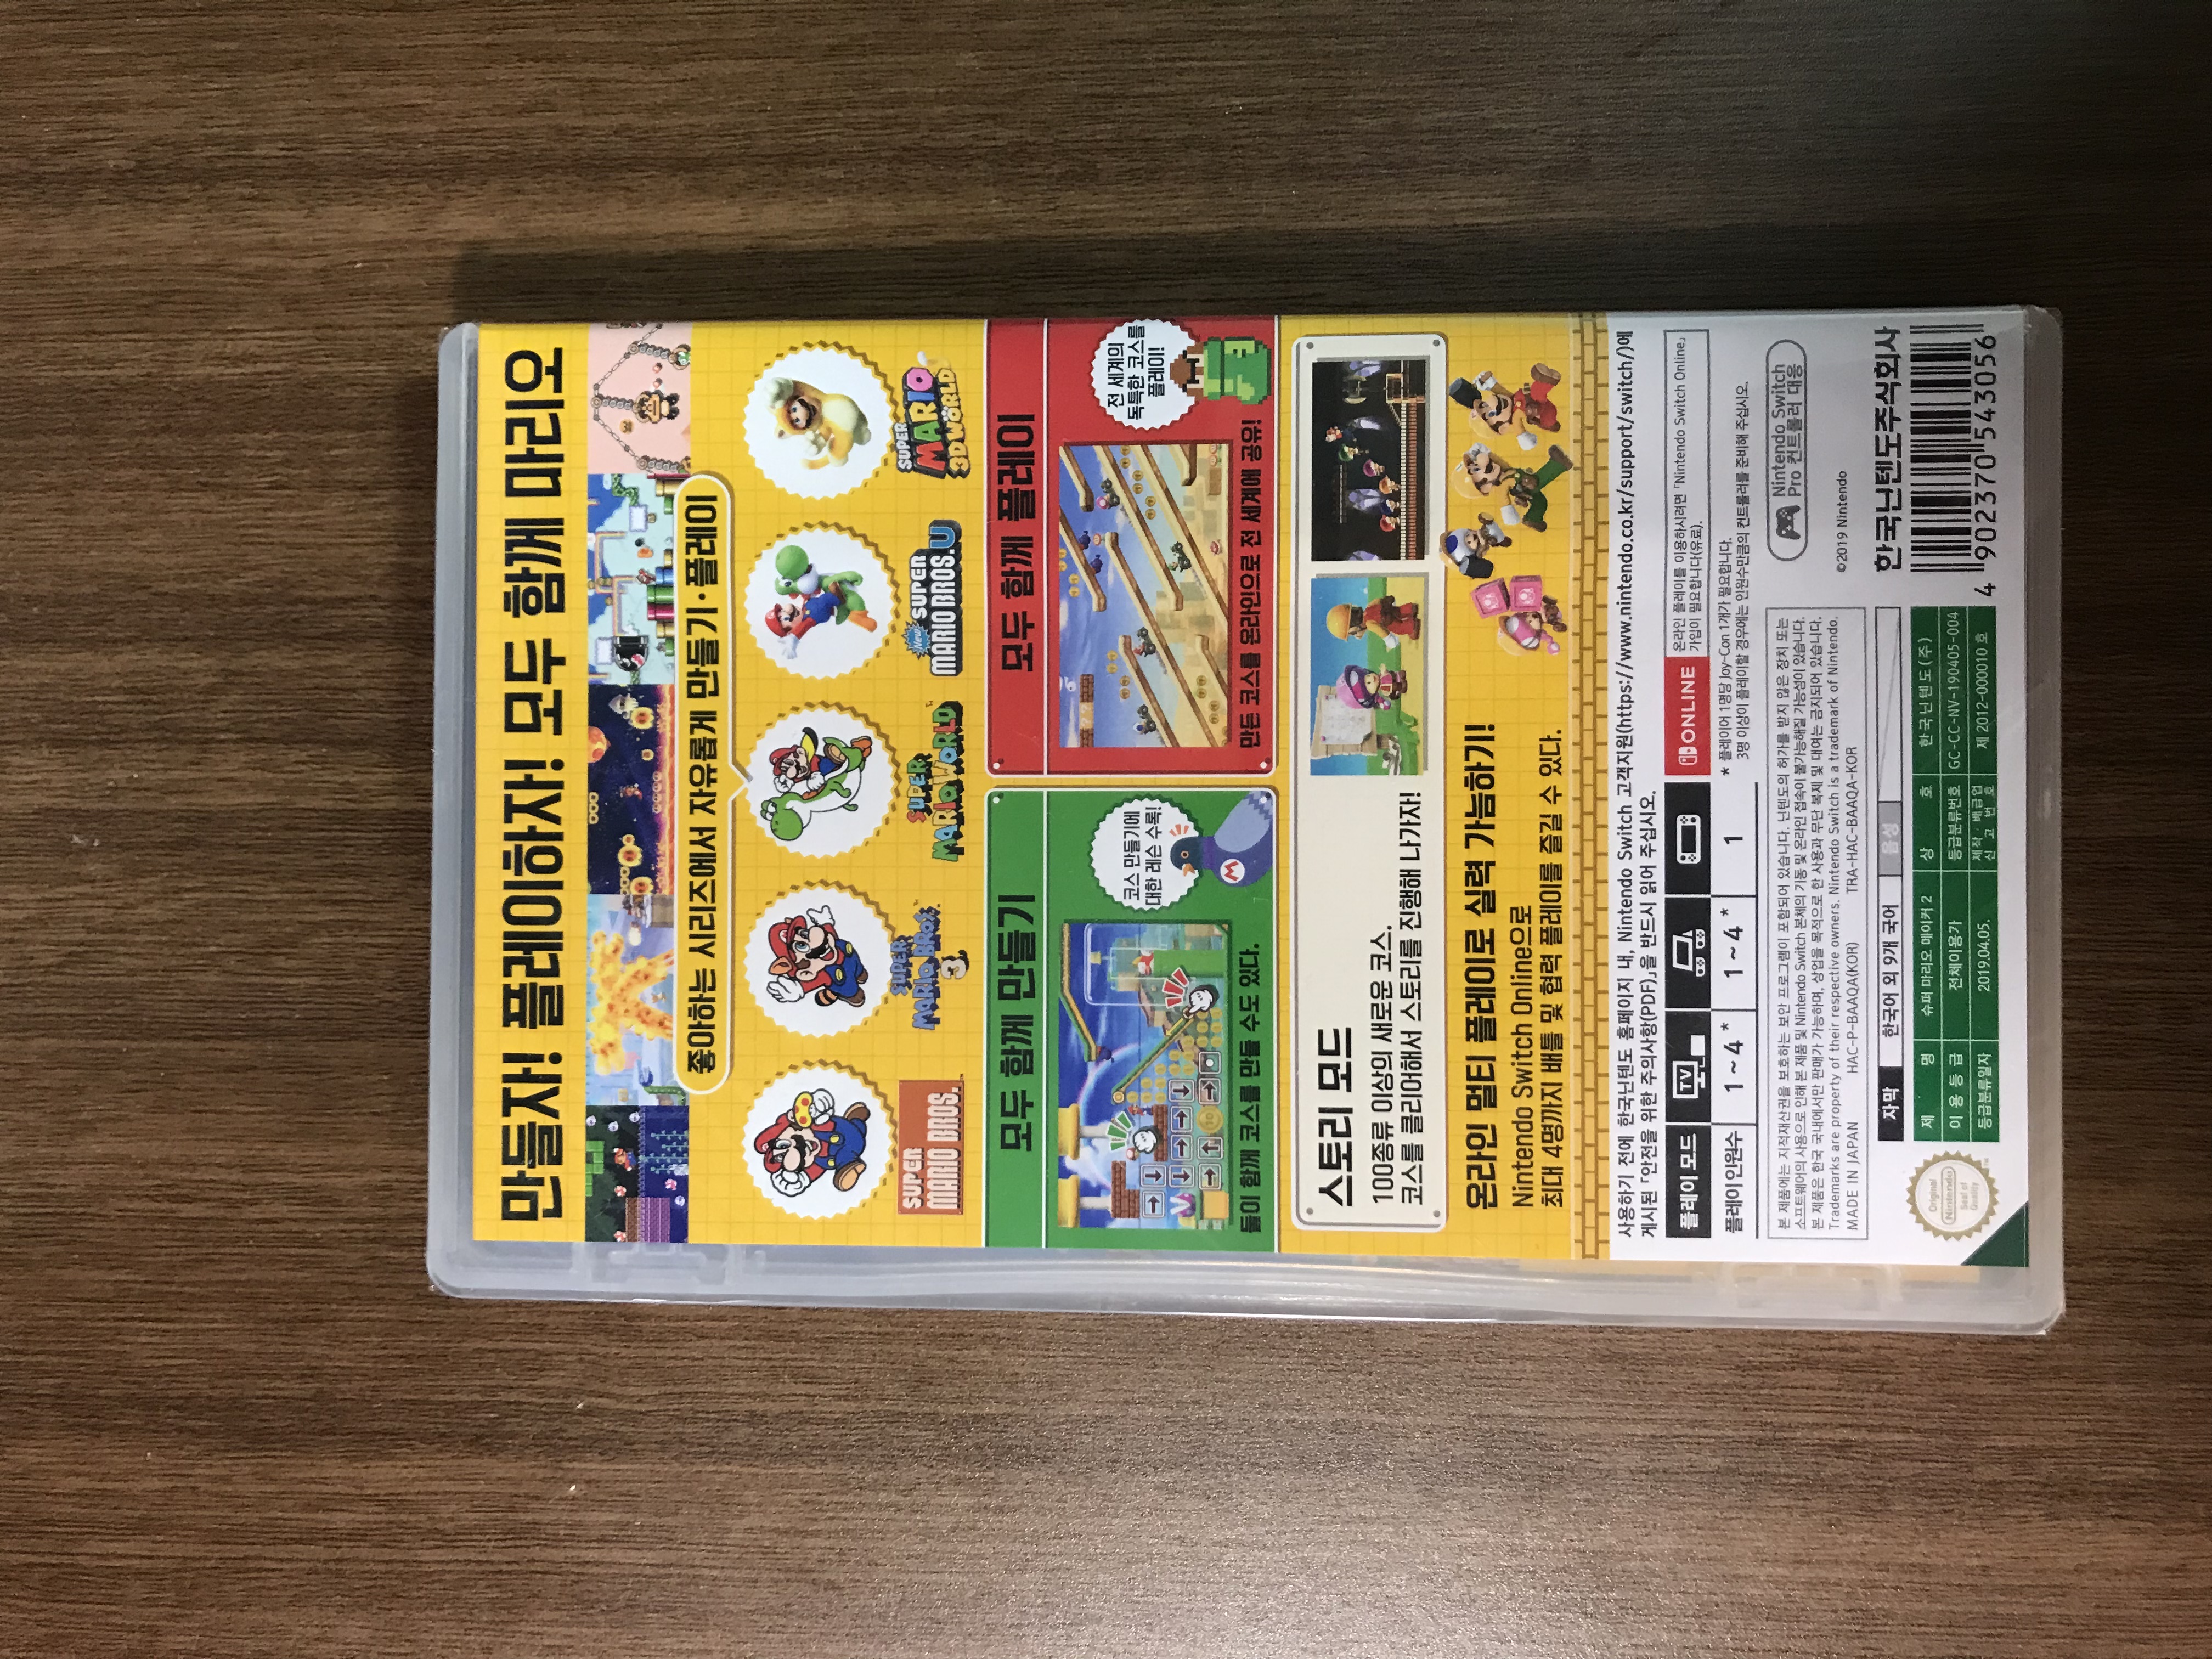 만들자! 플레이하자! 모두 함께 마리오
좋아하는 시리즈에서 자유롭게 만들기·플레이
SUPER
MARIO BROS.™
SUPER
MARIO BROS.™
3
SUPER
MARIO WORLD™
New SUPER
MARIO BROS.U
SUPER
MARIO
3D WORLD
모두 함께 만들기
코스 만들기에
대한 레슨 수록!
M
10
둘이 함께 코스를 만들 수도 있다.
모두 함께 플레이
전 세계의
독특한 코스를
플레이!
만든 코스를 온라인으로 전 세계에 공유!
스토리 모드
100종류 이상의 새로운 코스.
코스를 클리어해서 스토리를 진행해 나가자!
온라인 멀티 플레이로 실력 가늠하기!
Nintendo Switch Online으로
최대 4명까지 배틀 및 협력 플레이를 즐길 수 있다.
사용하기 전에 한국닌텐도 홈페이지 내, Nintendo Switch 고객지원(https://www.nintendo.co.kr/support/switch/)에
게시된 「안전을 위한 주의사항(PDF)」을 반드시 읽어 주십시오.
플레이 모드 TV
플레이 인원수 1~4* 1~4* 1
ONLINE
온라인 플레이를 이용하시려면 「Nintendo Switch Online」
가입이 필요합니다(유료).
* 플레이어 1명당 Joy-Con 1개가 필요합니다.
3명 이상이 플레이할 경우에는 인원수만큼의 컨트롤러를 준비해 주십시오.
본 제품에는 지적재산권을 보호하는 보안 프로그램이 포함되어 있습니다. 닌텐도의 허가를 받지 않은 장치 또는
소프트웨어의 사용으로 인해 본 제품 및 Nintendo Switch 본체의 기동 및 온라인 접속이 불가능해질 가능성이 있습니다.
본 제품은 한국 국내에서만 판매가 가능하며, 상업을 목적으로 한 사용과 무단 복제 및 대여는 금지되어 있습니다.
Trademarks are property of their respective owners. Nintendo Switch is a trademark of Nintendo.
MADE IN JAPAN HAC-P-BAAQA(KOR) TRA-HAC-BAAQA-KOR
Nintendo Switch
Pro 컨트롤러 대응
©2019 Nintendo
한국닌텐도주식회사
자막 한국어 외 9개 국어 음성
Original
Nintendo
Seal of
Quality
제 명 슈퍼 마리오 메이커 2 상 호 한국닌텐도(주)
이용등급 전체이용가 등급분류번호 GC-CC-NV-190405-004
등급분류일자 2019.04.05. 제작·배급업 신고번호 제 2012-000010 호
4 902370 543056